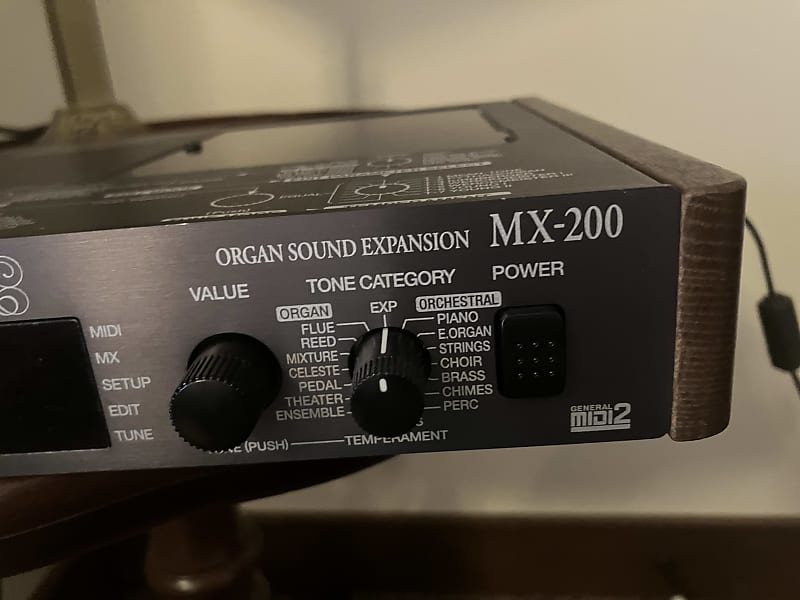 ORGAN SOUND EXPANSION MX-200
VALUE
TONE CATEGORY
POWER
ORGAN
EXP
ORCHESTRAL
FLUE
REED
MIXTURE
CELESTE
PEDAL
THEATER
ENSEMBLE
PIANO
E.ORGAN
STRINGS
CHOIR
BRASS
CHIMES
PERC
MIDI
MX
SETUP
EDIT
TUNE
(PUSH)
TEMPERAMENT
GENERAL
MIDI2